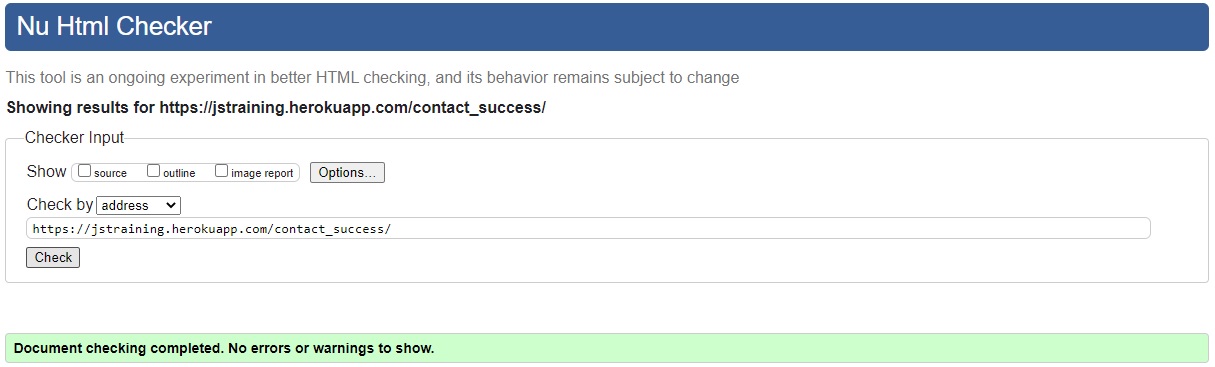 Nu Html Checker
This tool is an ongoing experiment in better HTML checking, and its behavior remains subject to change
Showing results for https://jstraining.herokuapp.com/contact_success/
Checker Input
Show source outline image report Options...
Check by address
https://jstraining.herokuapp.com/contact_success/
Check
Document checking completed. No errors or warnings to show.